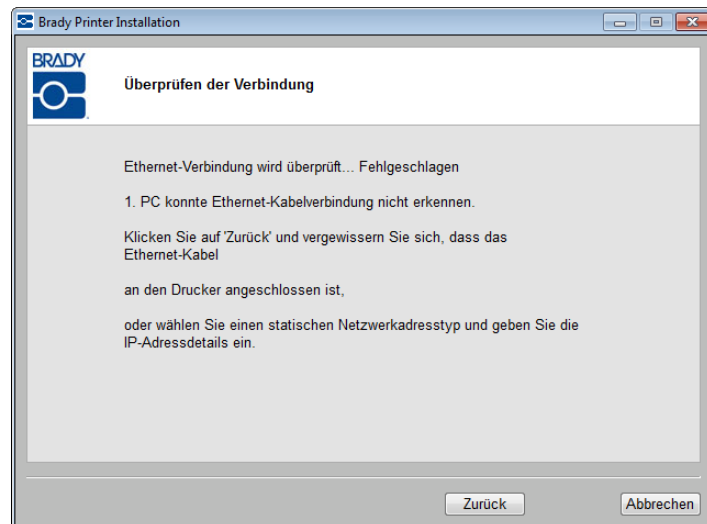 Brady Printer Installation
BRADY
Überprüfen der Verbindung
Ethernet-Verbindung wird überprüft... Fehlgeschlagen
1. PC konnte Ethernet-Kabelverbindung nicht erkennen.
Klicken Sie auf 'Zurück' und vergewissern Sie sich, dass das
Ethernet-Kabel
an den Drucker angeschlossen ist,
oder wählen Sie einen statischen Netzwerkadresstyp und geben Sie die
IP-Adressdetails ein.
Zurück
Abbrechen